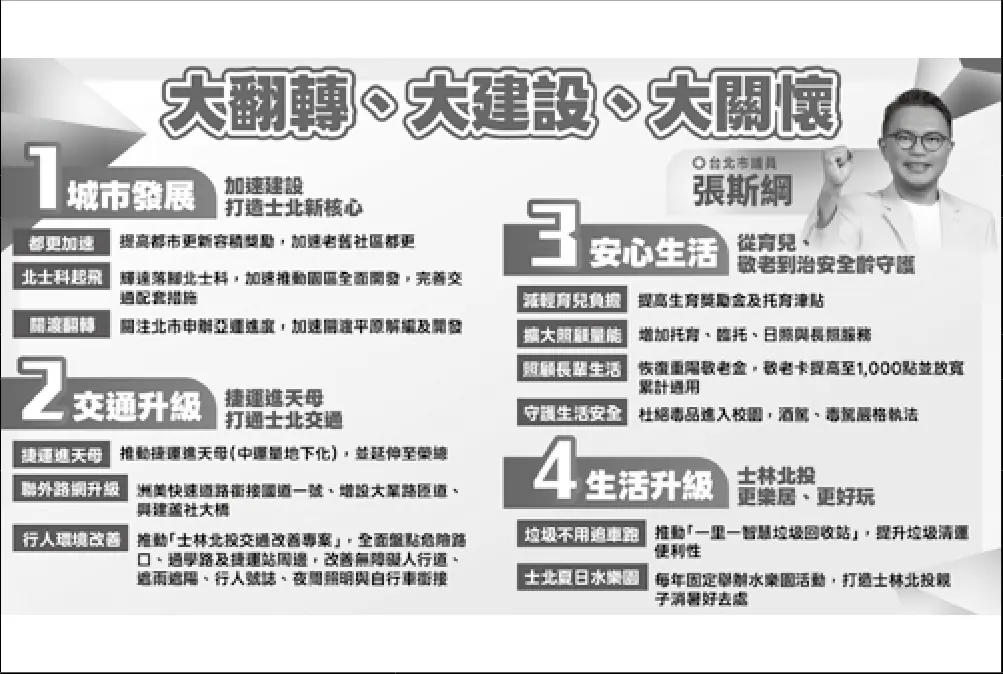 大翻轉、大建設、大關懷
台北市議員
張斯綱
1 城市發展
加速建設
打造士北新核心
都更加速
提高都市更新容積獎勵，加速老舊社區都更
北士科起飛
輝達落腳北士科，加速推動園區全面開發，完善交
通配套措施
關渡翻轉
關注北市申辦亞運進度，加速關渡平原解編及開發
2 交通升級
捷運進天母
打通士北交通
捷運進天母
推動捷運進天母(中運量地下化)，並延伸至榮總
聯外路網升級
洲美快速道路銜接國道一號、增設大業路匝道、
興建蘆社大橋
行人環境改善
推動「士林北投交通改善專案」，全面盤點危險路
口、通學路及捷運站周邊，改善無障礙人行道、
遮雨遮陽、行人號誌、夜間照明與自行車銜接
3 安心生活
從育兒、
敬老到治安全齡守護
減輕育兒負擔
提高生育獎勵金及托育津貼
擴大照顧量能
增加托育、臨托、日照與長照服務
照顧長輩生活
恢復重陽敬老金，敬老卡提高至1,000點並放寬
累計適用
守護生活安全
杜絕毒品進入校園，酒駕、毒駕嚴格執法
4 生活升級
士林北投
更樂居、更好玩
垃圾不用追車跑
推動「一里一智慧垃圾回收站」，提升垃圾清運
便利性
士北夏日水樂園
每年固定舉辦水樂園活動，打造士林北投親
子消暑好去處